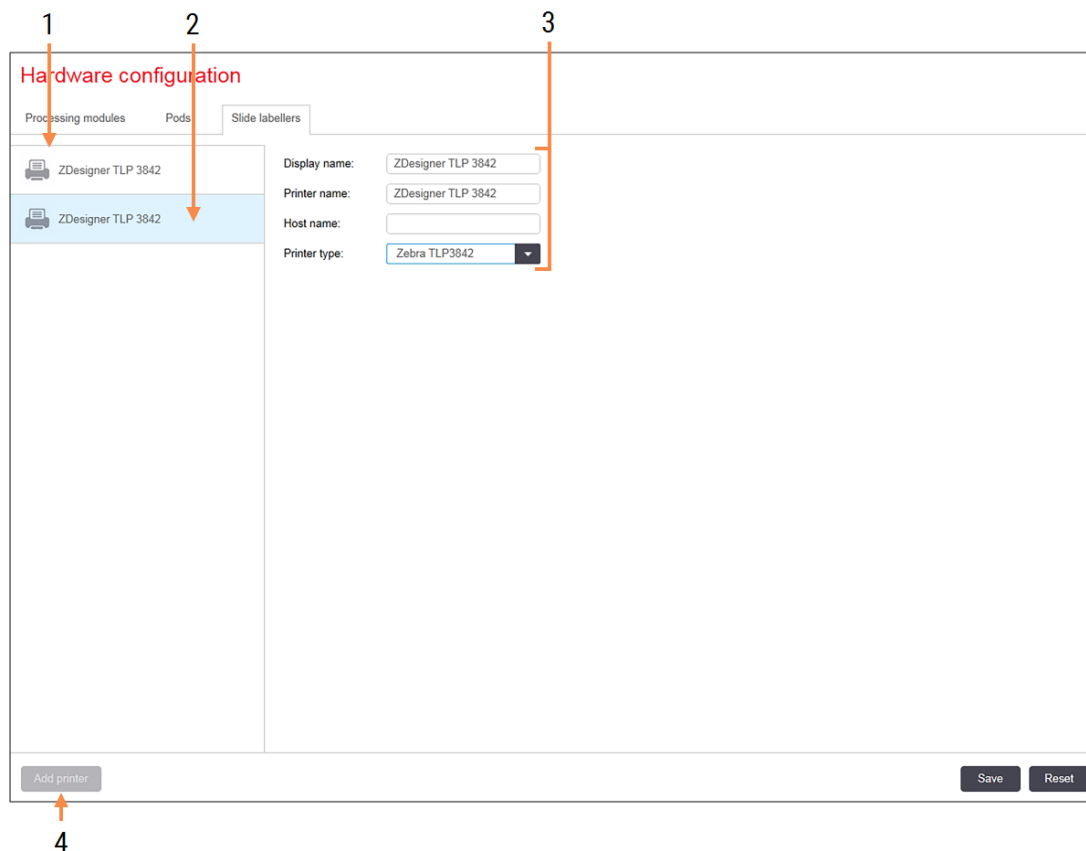 1 2 3
Hardware configuration
Processing modules Pods Slide labellers
ZDesigner TLP 3842
ZDesigner TLP 3842
Display name: ZDesigner TLP 3842
Printer name: ZDesigner TLP 3842
Host name:
Printer type: Zebra TLP3842
Add printer Save Reset
4